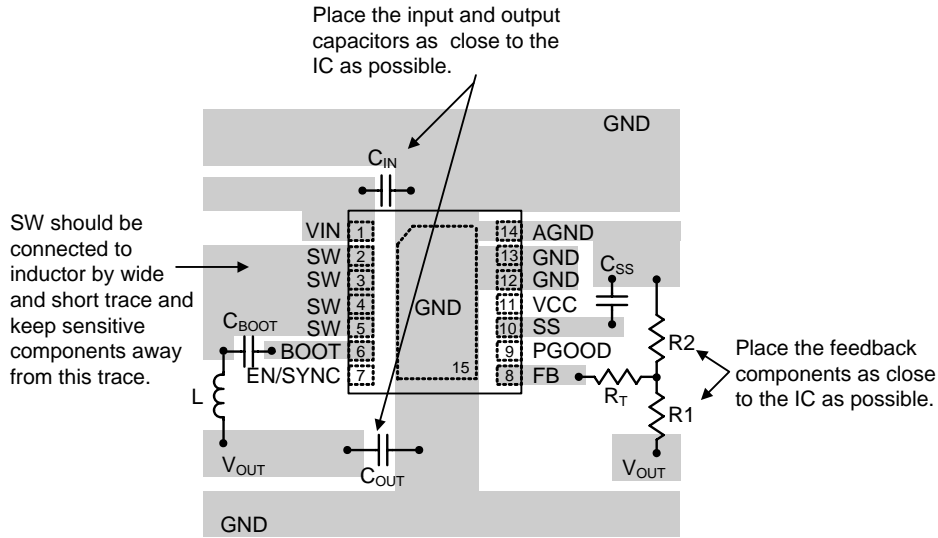 Place the input and output
capacitors as close to the
IC as possible.
GND
CIN
SW should be
connected to
inductor by wide
and short trace and
keep sensitive
components away
from this trace.
VIN 1
SW 2
SW 3
SW 4
SW 5
BOOT 6
EN/SYNC 7
GND
15
14 AGND
13 GND
12 GND
11 VCC
10 SS
9 PGOOD
8 FB
CSS
CBOOT
L
RT
R2
R1
Place the feedback
components as close
to the IC as possible.
VOUT
COUT
VOUT
GND